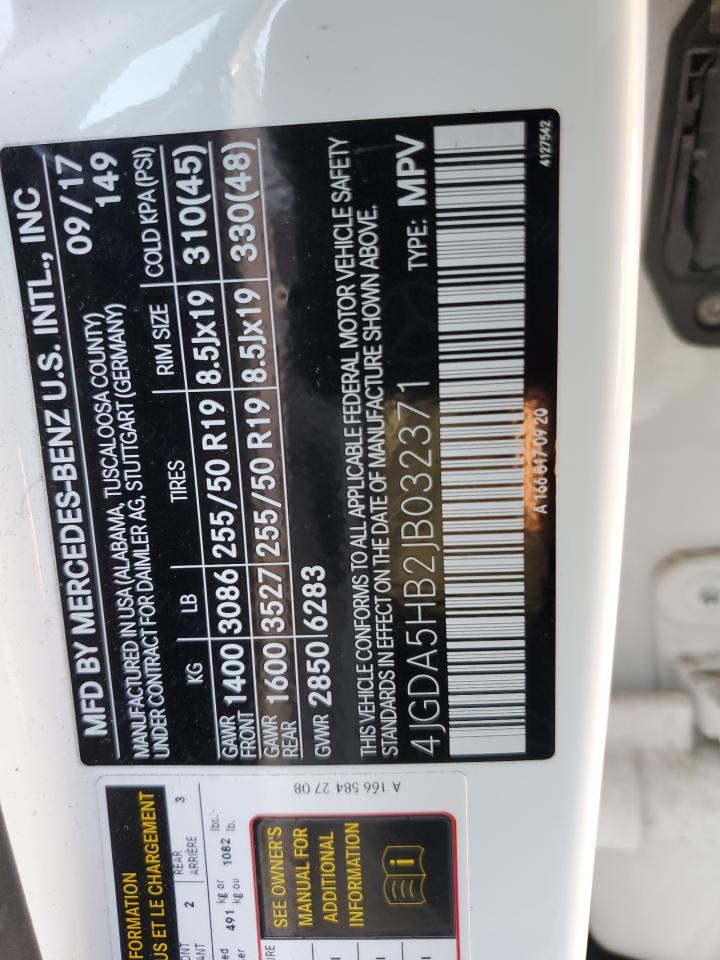 MFD BY MERCEDES-BENZ U.S. INTL., INC
09/17
MANUFACTURED IN USA (ALABAMA, TUSCALOOSA COUNTY)
149
UNDER CONTRACT FOR DAIMLER AG, STUTTGART (GERMANY)
KG LB TIRES RIM SIZE COLD KPA (PSI)
GAWR FRONT 1400 3086 255/50 R19 8.5Jx19 310(45)
GAWR REAR 1600 3527 255/50 R19 8.5Jx19 330(48)
GVWR 2850 6283
THIS VEHICLE CONFORMS TO ALL APPLICABLE FEDERAL MOTOR VEHICLE SAFETY
STANDARDS IN EFFECT ON THE DATE OF MANUFACTURE SHOWN ABOVE.
4JGDA5HB2JB032371 TYPE: MPV
A 166 817 09 20
4127542
A 166 584 27 08
FORMATION
US ET LE CHARGEMENT
2
REAR 3
ARRIÈRE
491 kg or 1082 lbs.
kg ou lb.
SEE OWNER'S
MANUAL FOR
ADDITIONAL
INFORMATION